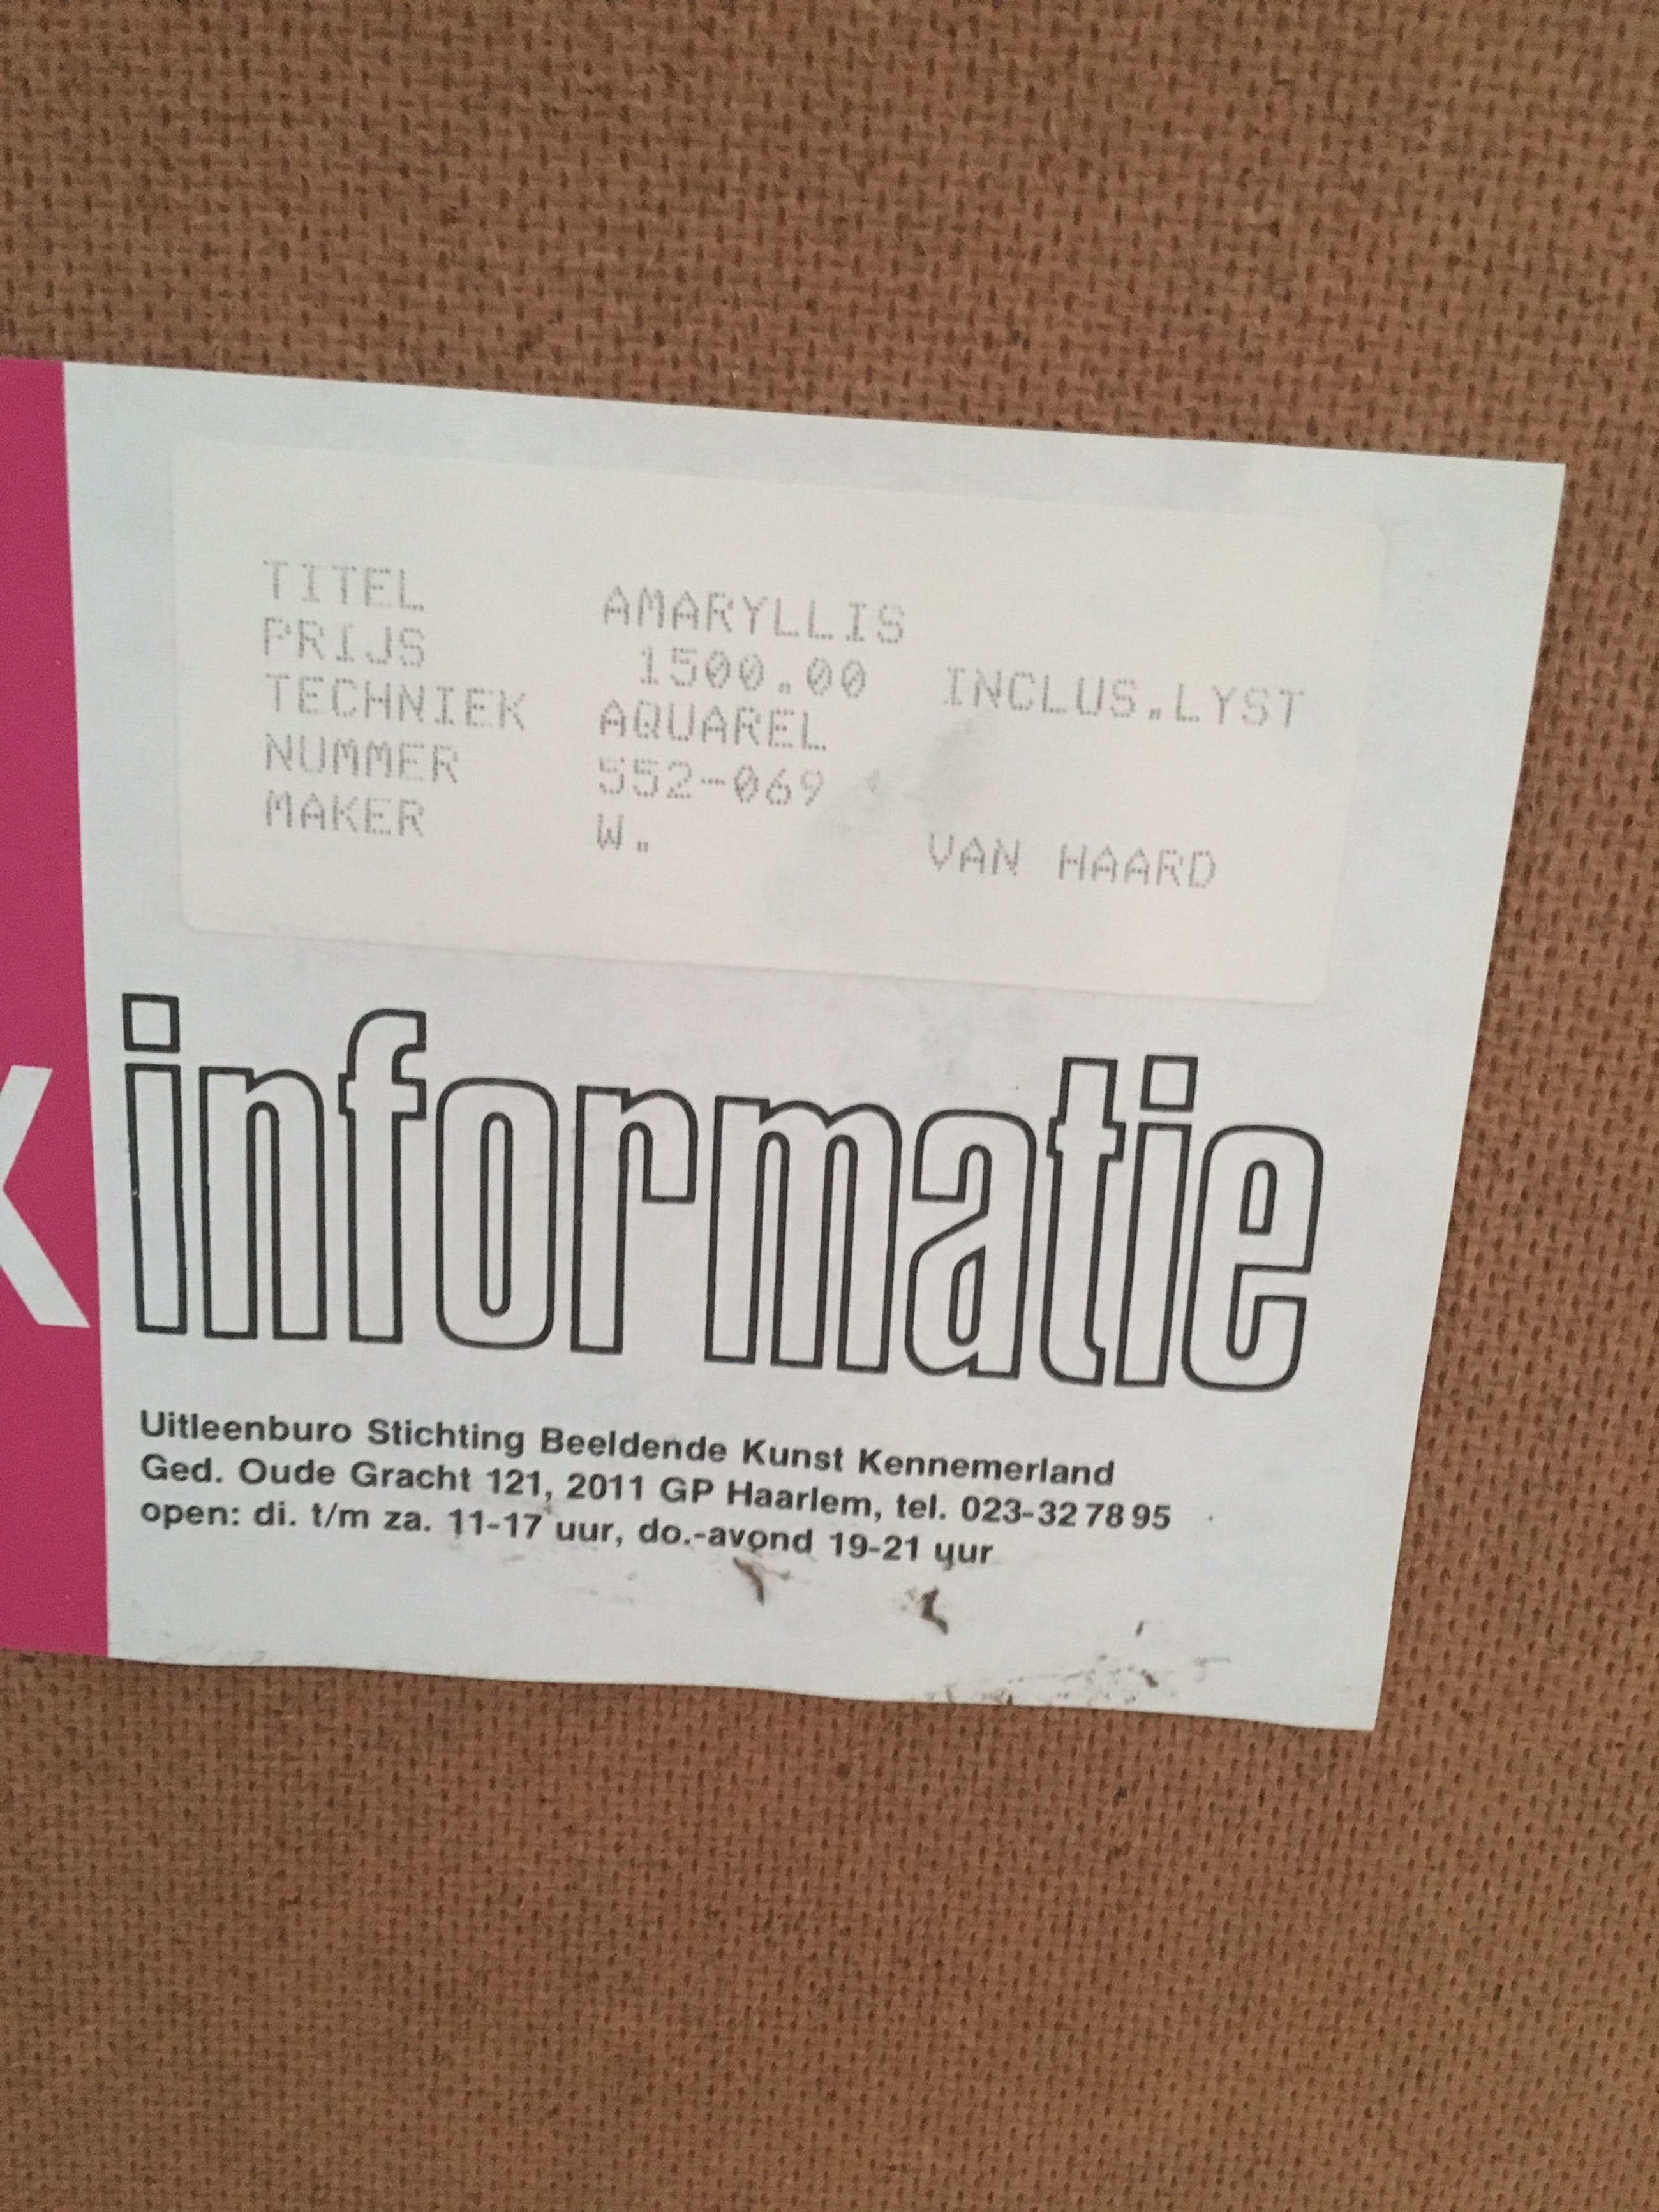 TITEL AMARYLLIS
PRIJS 1500.00 INCLUS.LYST
TECHNIEK AQUAREL
NUMMER 552-069
MAKER W. VAN HAARD
K
informatie
Uitleenburo Stichting Beeldende Kunst Kennemerland
Ged. Oude Gracht 121, 2011 GP Haarlem, tel. 023-32 78 95
open: di. t/m za. 11-17 uur, do.-avond 19-21 uur